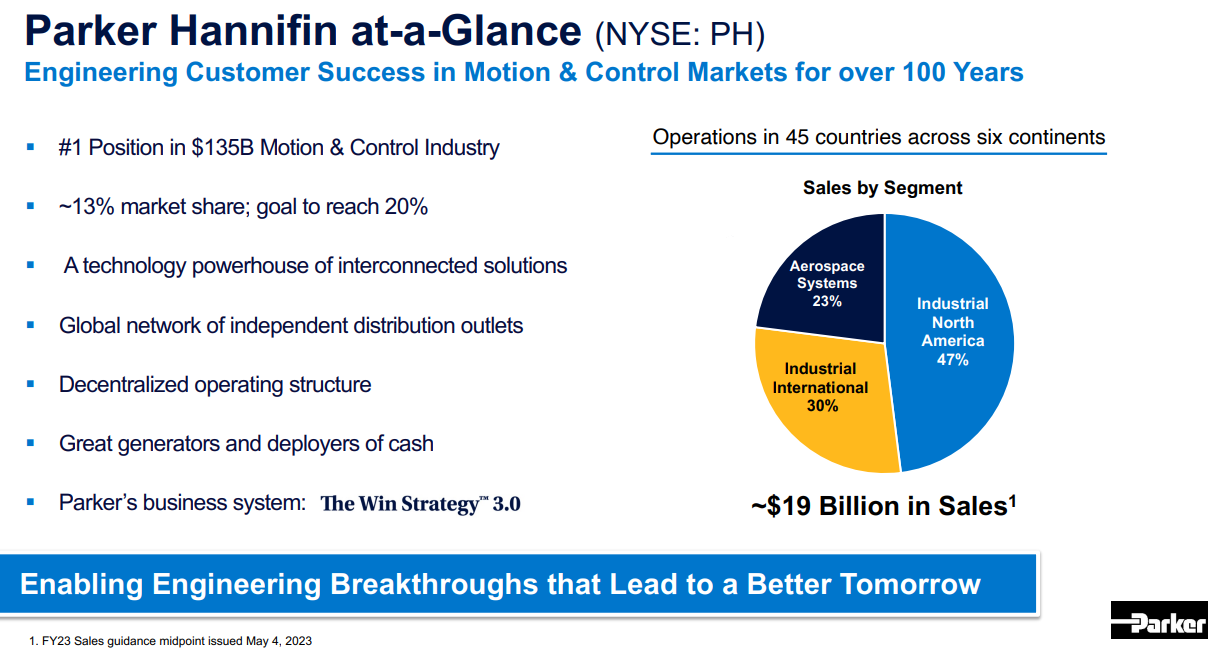 Parker Hannifin at-a-Glance (NYSE: PH)
Engineering Customer Success in Motion & Control Markets for over 100 Years
▪ #1 Position in $135B Motion & Control Industry
▪ ~13% market share; goal to reach 20%
▪ A technology powerhouse of interconnected solutions
▪ Global network of independent distribution outlets
▪ Decentralized operating structure
▪ Great generators and deployers of cash
▪ Parker’s business system: The Win Strategy™ 3.0
Operations in 45 countries across six continents
Sales by Segment
Aerospace
Systems
23%
Industrial
North
America
47%
Industrial
International
30%
~$19 Billion in Sales¹
Enabling Engineering Breakthroughs that Lead to a Better Tomorrow
1. FY23 Sales guidance midpoint issued May 4, 2023
Parker